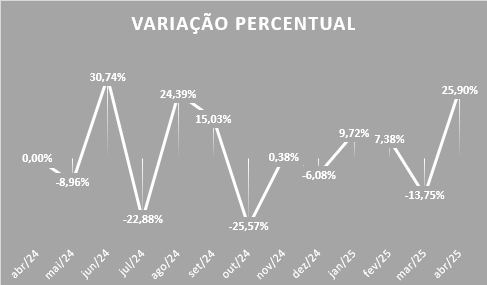 VARIAÇÃO PERCENTUAL
0,00%
-8,96%
30,74%
-22,88%
24,39%
15,03%
-25,57%
0,38%
-6,08%
9,72%
7,38%
-13,75%
25,90%
abr/24
mai/24
jun/24
jul/24
ago/24
set/24
out/24
nov/24
dez/24
jan/25
fev/25
mar/25
abr/25